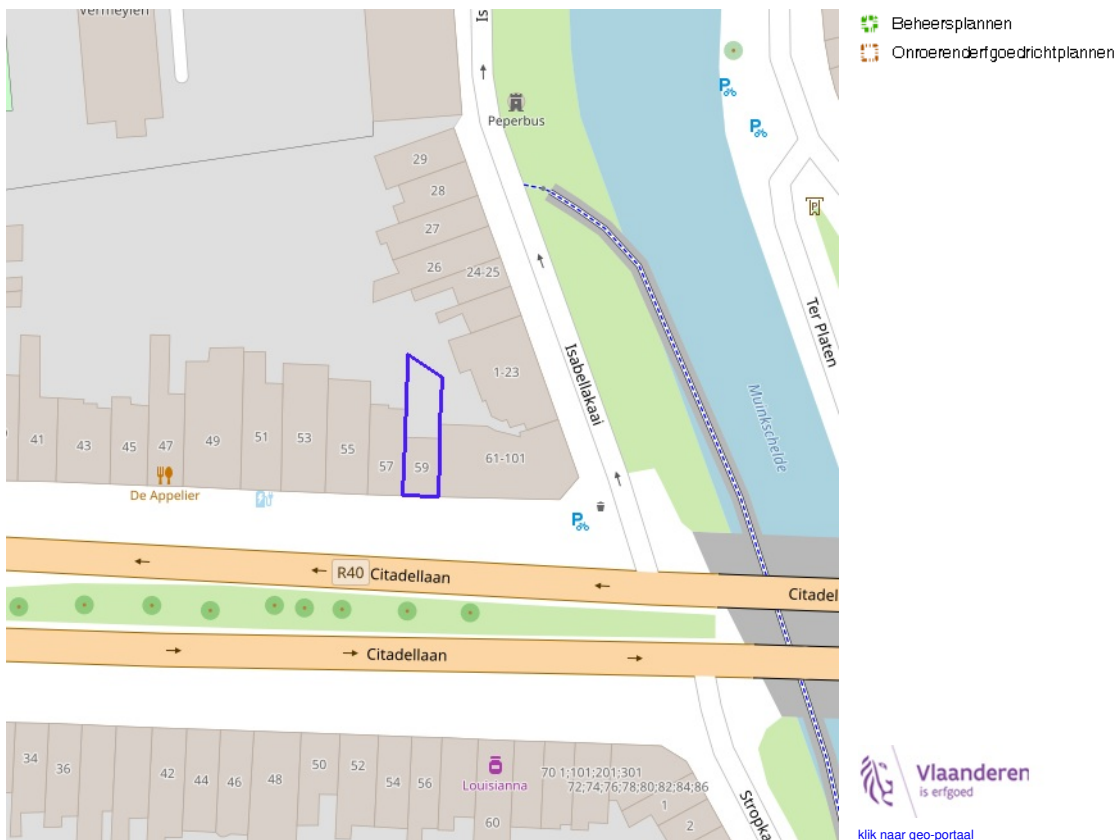 Vermeylen
Is
Beheersplannen
Onroerenderfgoedrichtplannen
P
P
Peperbus
29
28
P
27
26
24-25
Ter Platen
Isabellakaai
1-23
Muinkschelde
41
43
45
47
49
51
53
55
57
59
61-101
De Appelier
P
R40
Citadellaan
Citadel
Citadellaan
34
36
42
44
46
48
50
52
54
56
Louisianna
60
70 1;101;201;301
72;74;76;78;80;82;84;86
1
2
Stropka
Vlaanderen
is erfgoed
klik naar geo-portaal